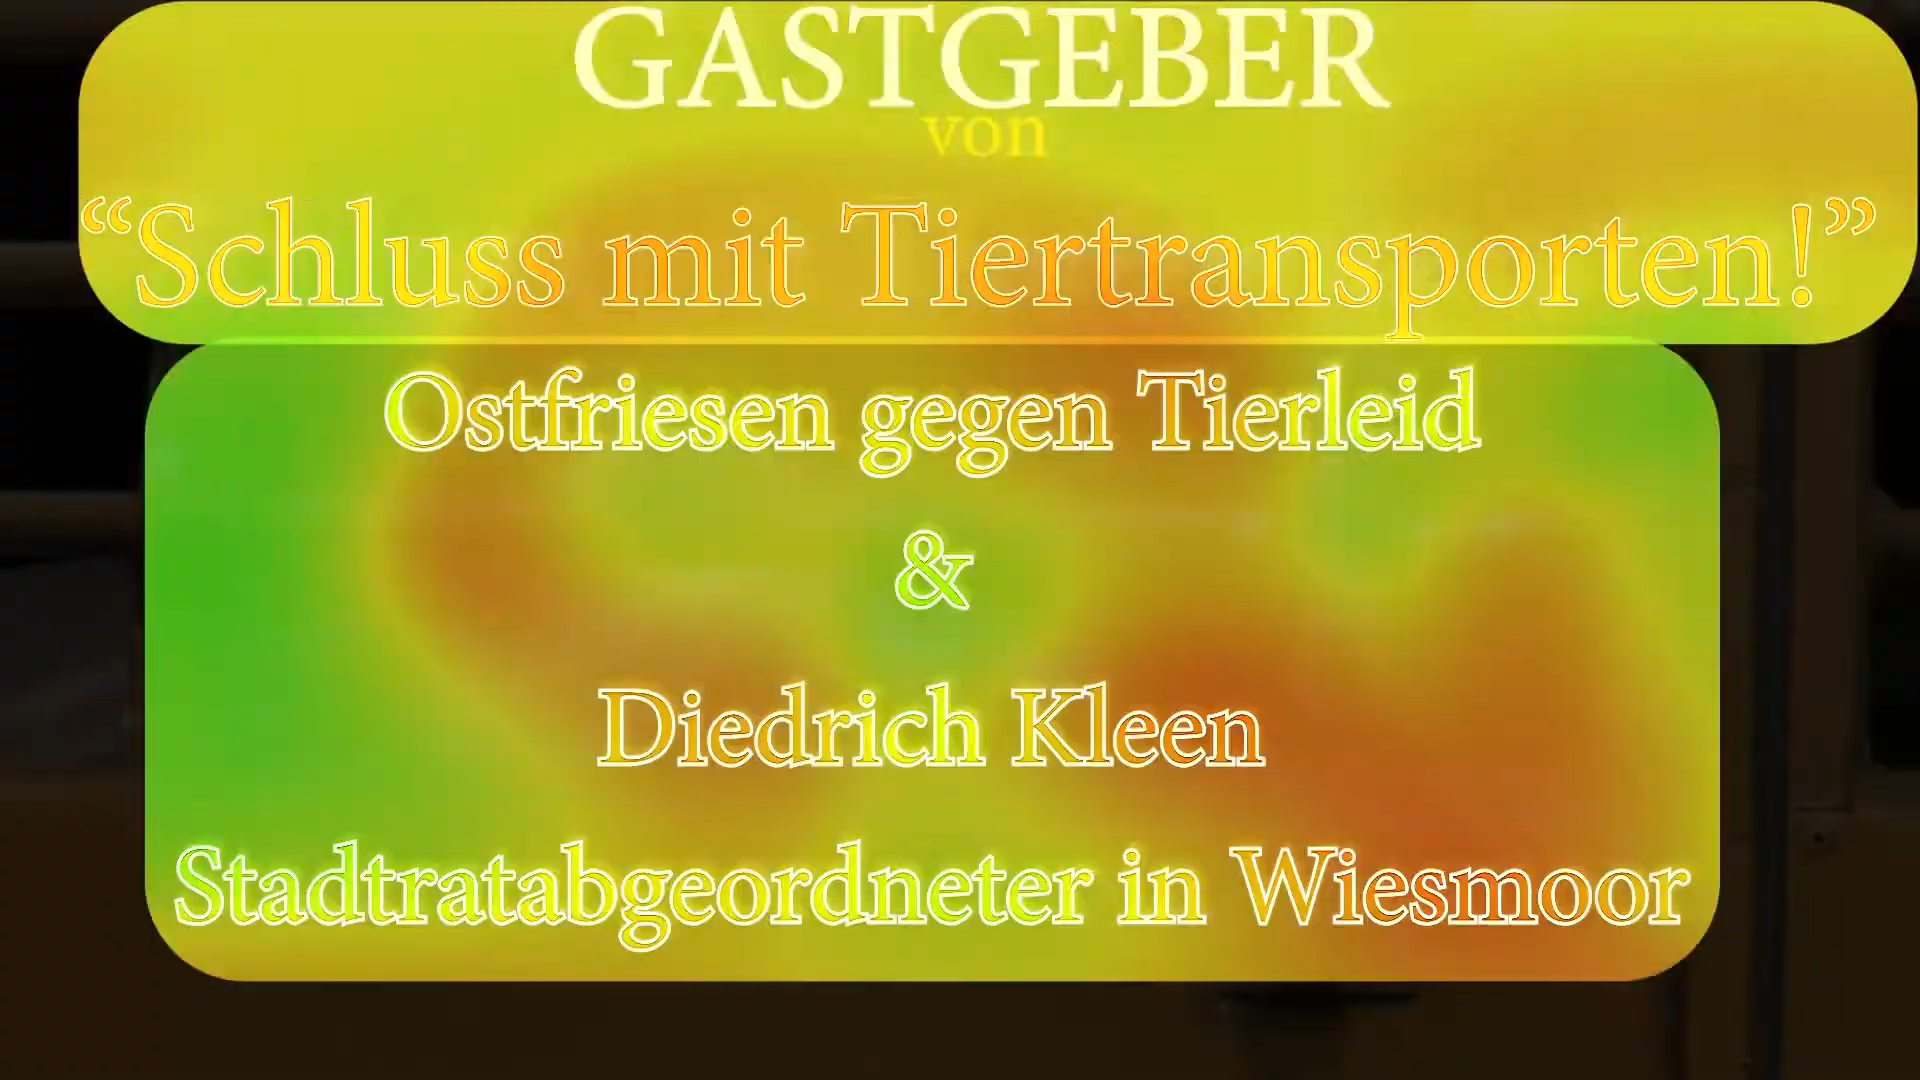 GASTGEBER
von
“Schluss mit Tiertransporten!”
Ostfriesen gegen Tierleid
&
Diedrich Kleen
Stadtratabgeordneter in Wiesmoor